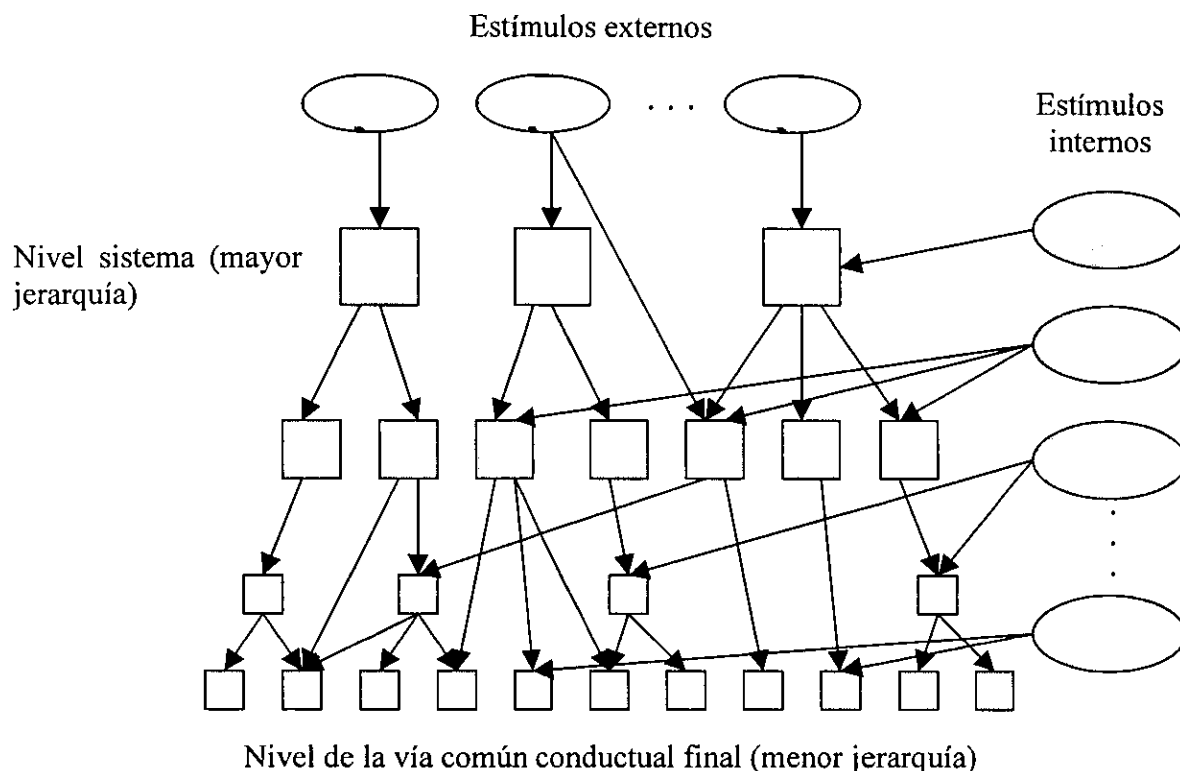 Estímulos externos
. . .
Estímulos
internos
Nivel sistema (mayor
jerarquía)
Nivel de la vía común conductual final (menor jerarquía)